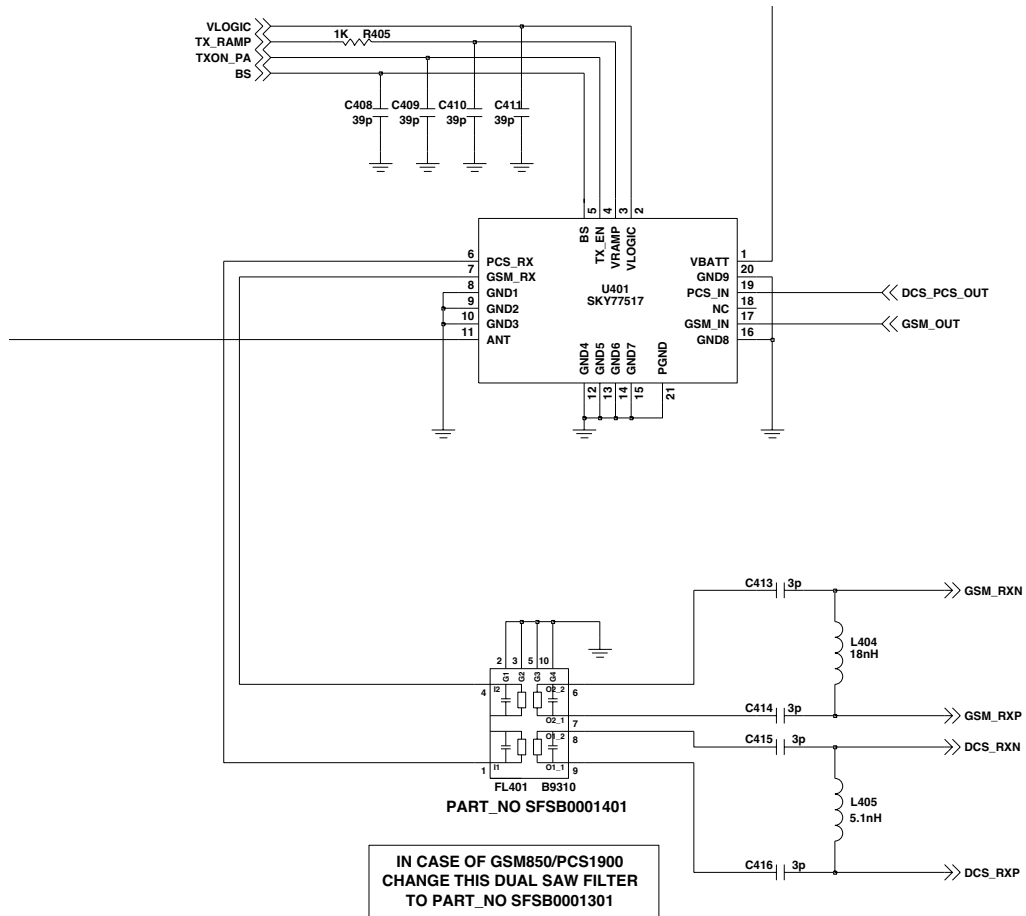 VLOGIC
TX_RAMP
TXON_PA
BS
1K R405
C408
39p
C409
39p
C410
39p
C411
39p
5 4 3 2
BS
TX_EN
VRAMP
VLOGIC
6 PCS_RX
7 GSM_RX
8 GND1
9 GND2
10 GND3
11 ANT
U401
SKY77517
VBATT 1
GND9 20
PCS_IN 19
NC 18
GSM_IN 17
GND8 16
DCS_PCS_OUT
GSM_OUT
GND4
GND5
GND6
GND7
PGND
12
13
14
15
21
C413 3p
GSM_RXN
L404
18nH
C414 3p
GSM_RXP
C415 3p
DCS_RXN
L405
5.1nH
C416 3p
DCS_RXP
2 3 5 10
G1
G2
G3
G4
4 I2
O2_2 6
O2_1 7
O1_2 8
1 I1
O1_1 9
FL401 B9310
PART_NO SFSB0001401
IN CASE OF GSM850/PCS1900
CHANGE THIS DUAL SAW FILTER
TO PART_NO SFSB0001301